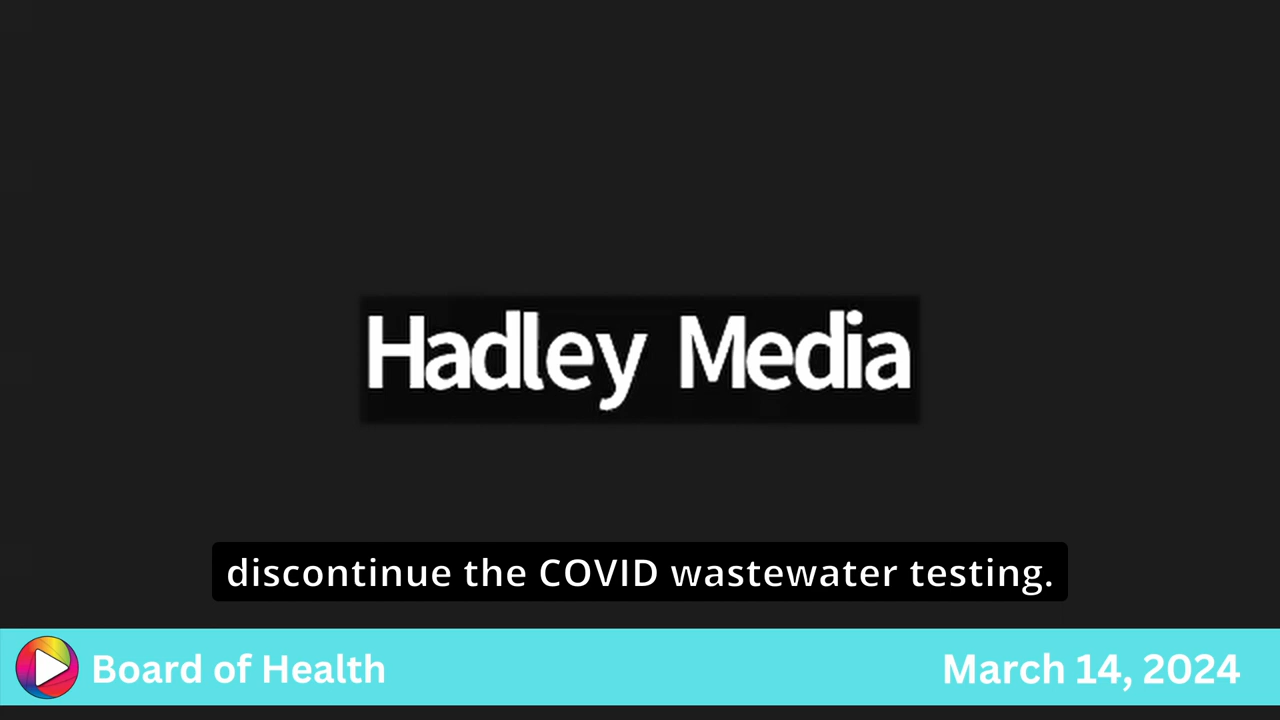 Hadley Media
discontinue the COVID wastewater testing.
Board of Health
March 14, 2024